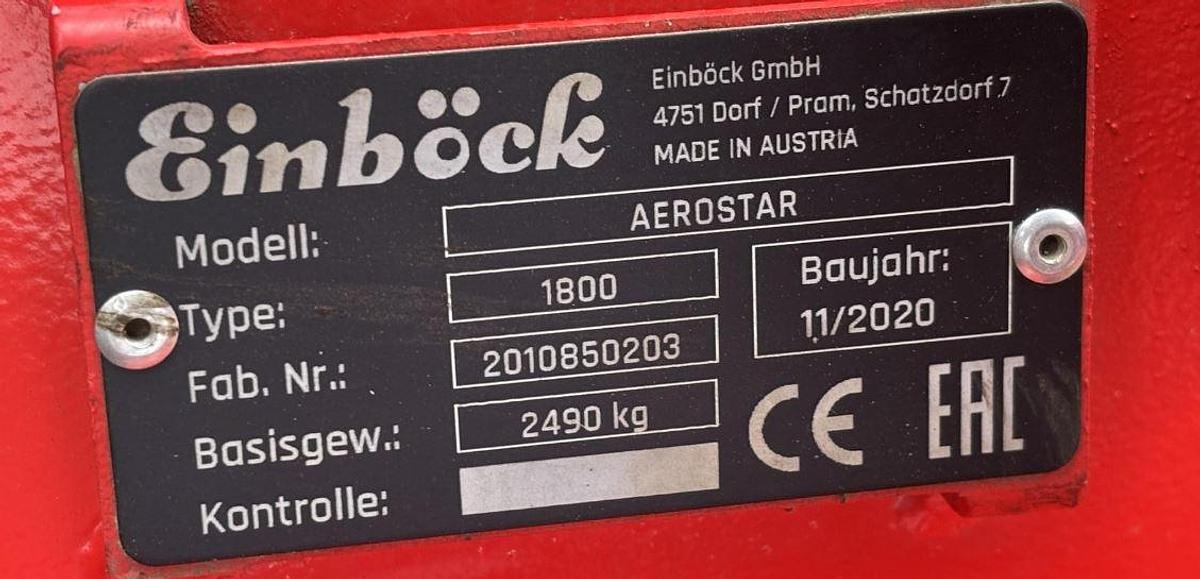 Einböck
Einböck GmbH
4751 Dorf / Pram, Schatzdorf 7
MADE IN AUSTRIA
Modell: AEROSTAR
Type: 1800
Baujahr:
11/2020
Fab. Nr.: 2010850203
Basisgew.: 2490 kg
Kontrolle:
CE EAC